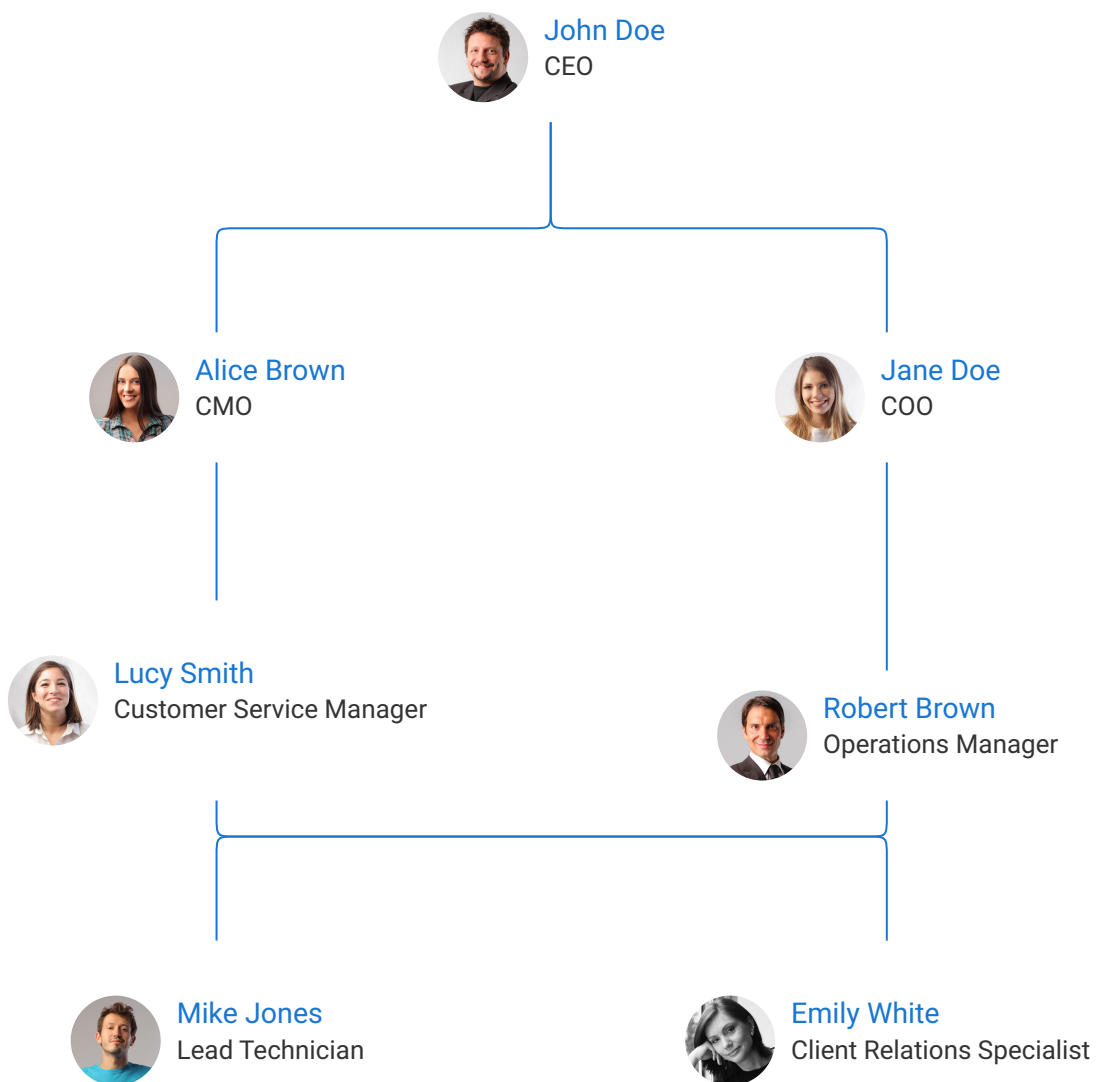 John Doe
CEO
Alice Brown
CMO
Jane Doe
COO
Lucy Smith
Customer Service Manager
Robert Brown
Operations Manager
Mike Jones
Lead Technician
Emily White
Client Relations Specialist